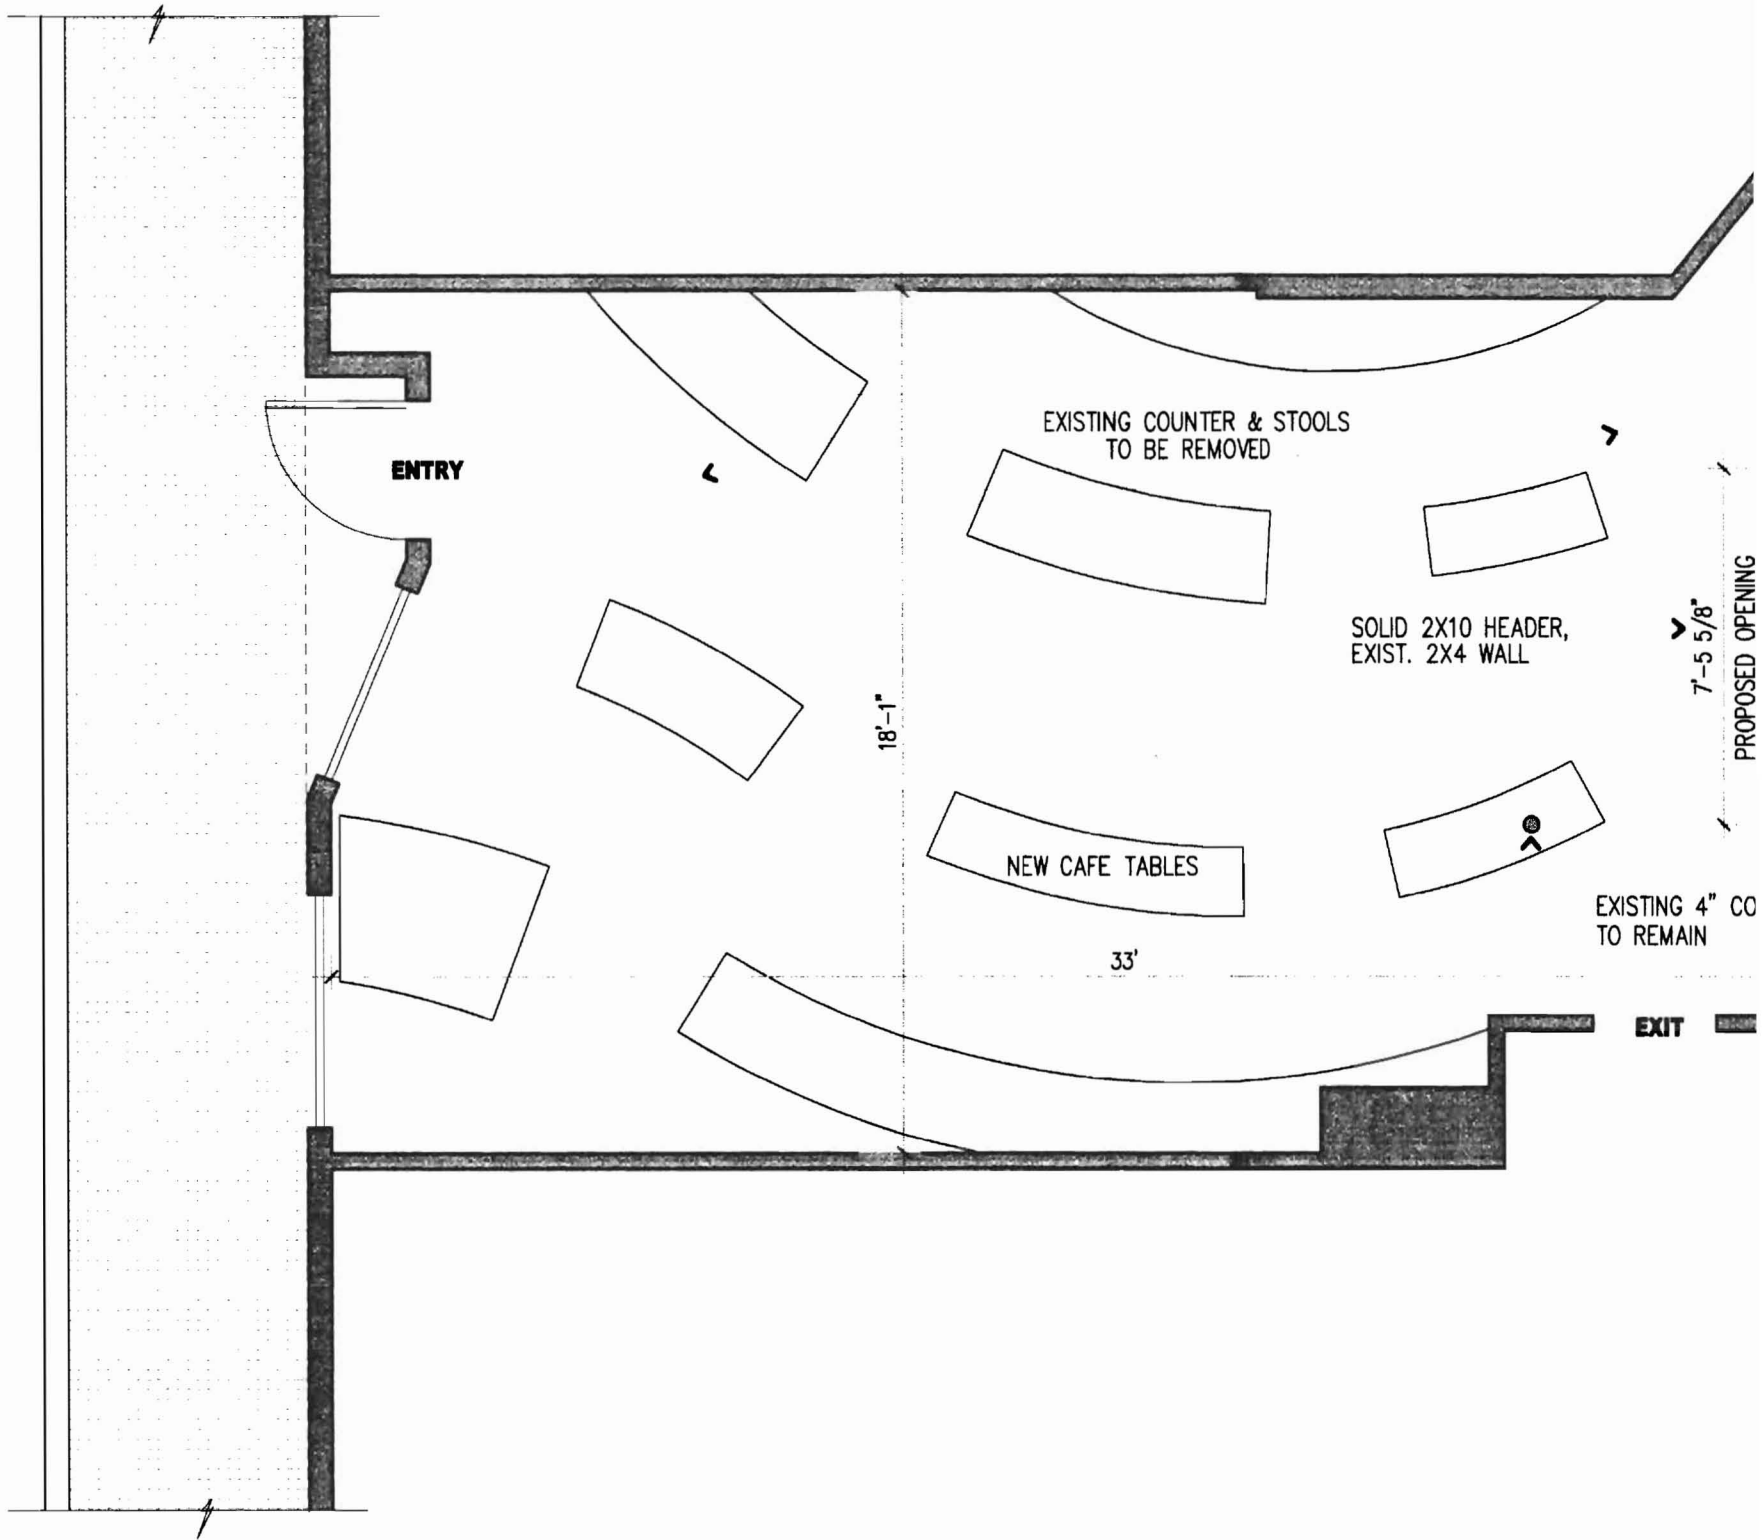 EXISTING COUNTER & STOOLS
TO BE REMOVED
ENTRY
SOLID 2X10 HEADER,
EXIST. 2X4 WALL
7'-5 5/8"
PROPOSED OPENING
18'-1"
NEW CAFE TABLES
EXISTING 4" CO
TO REMAIN
33'
EXIT